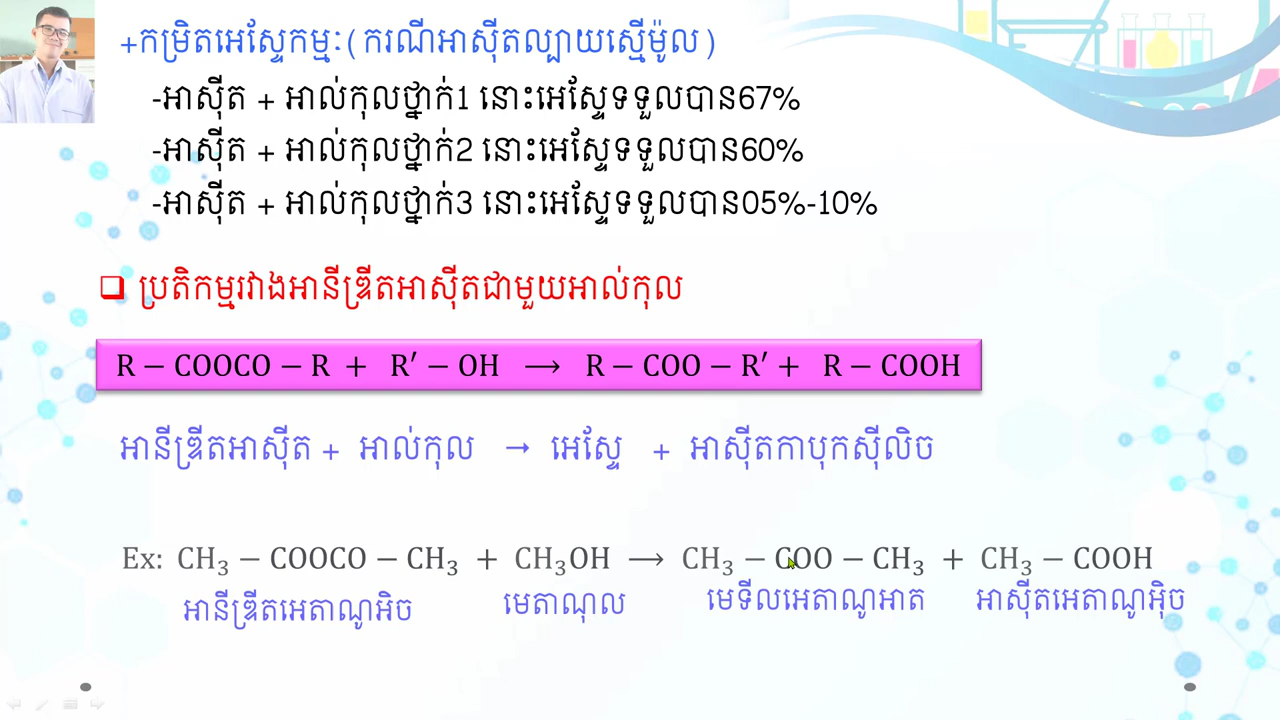 +កម្រិតអេស្ទែកម្មៈ(ករណីអាស៊ីតល្បាយស្មើម៉ូល)
-អាស៊ីត + អាល់កុលថ្នាក់1 នោះអេស្ទែទទួលបាន67%
-អាស៊ីត + អាល់កុលថ្នាក់2 នោះអេស្ទែទទួលបាន60%
-អាស៊ីត + អាល់កុលថ្នាក់3 នោះអេស្ទែទទួលបាន05%-10%
❑ ប្រតិកម្មរវាងអានីឌ្រីតអាស៊ីតជាមួយអាល់កុល
R − COOCO − R + R′ − OH ⟶ R − COO − R′ + R − COOH
អានីឌ្រីតអាស៊ីត + អាល់កុល → អេស្ទែ + អាស៊ីតកាបុកស៊ីលិច
Ex: CH₃ − COOCO − CH₃ + CH₃OH ⟶ CH₃ − COO − CH₃ + CH₃ − COOH
អានីឌ្រីតអេតាណូអិច មេតាណុល មេទីលអេតាណូអាត អាស៊ីតអេតាណូអ៊ិច